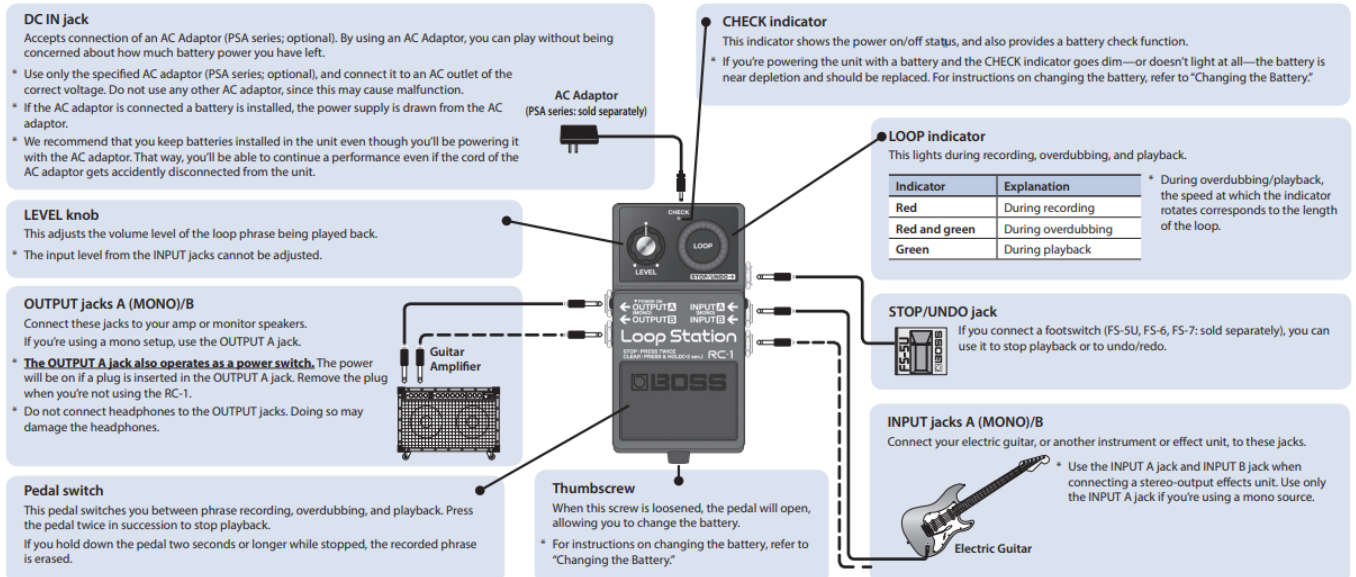 DC IN jack
Accepts connection of an AC Adaptor (PSA series; optional). By using an AC Adaptor, you can play without being
concerned about how much battery power you have left.
* Use only the specified AC adaptor (PSA series; optional), and connect it to an AC outlet of the
correct voltage. Do not use any other AC adaptor, since this may cause malfunction.
* If the AC adaptor is connected a battery is installed, the power supply is drawn from the AC
adaptor.
* We recommend that you keep batteries installed in the unit even though you'll be powering it
with the AC adaptor. That way, you'll be able to continue a performance even if the cord of the
AC adaptor gets accidently disconnected from the unit.
AC Adaptor
(PSA series: sold separately)
CHECK indicator
This indicator shows the power on/off status, and also provides a battery check function.
* If you're powering the unit with a battery and the CHECK indicator goes dim—or doesn't light at all—the battery is
near depletion and should be replaced. For instructions on changing the battery, refer to "Changing the Battery."
LOOP indicator
This lights during recording, overdubbing, and playback.
Indicator Explanation
Red During recording
Red and green During overdubbing
Green During playback
* During overdubbing/playback,
the speed at which the indicator
rotates corresponds to the length
of the loop.
LEVEL knob
This adjusts the volume level of the loop phrase being played back.
* The input level from the INPUT jacks cannot be adjusted.
OUTPUT jacks A (MONO)/B
Connect these jacks to your amp or monitor speakers.
If you're using a mono setup, use the OUTPUT A jack.
* The OUTPUT A jack also operates as a power switch. The power
will be on if a plug is inserted in the OUTPUT A jack. Remove the plug
when you're not using the RC-1.
* Do not connect headphones to the OUTPUT jacks. Doing so may
damage the headphones.
Guitar
Amplifier
CHECK
LOOP
LEVEL
STOP/UNDO→
▼POWER ON
←OUTPUT A INPUT A←
(MONO) (MONO)
←OUTPUT B INPUT B←
Loop Station
STOP : PRESS TWICE
CLEAR : PRESS & HOLD(>2 sec.) RC-1
BOSS
STOP/UNDO jack
If you connect a footswitch (FS-5U, FS-6, FS-7: sold separately), you can
use it to stop playback or to undo/redo.
FS-5U
BOSS
INPUT jacks A (MONO)/B
Connect your electric guitar, or another instrument or effect unit, to these jacks.
* Use the INPUT A jack and INPUT B jack when
connecting a stereo-output effects unit. Use only
the INPUT A jack if you're using a mono source.
Electric Guitar
Pedal switch
This pedal switches you between phrase recording, overdubbing, and playback. Press
the pedal twice in succession to stop playback.
If you hold down the pedal two seconds or longer while stopped, the recorded phrase
is erased.
Thumbscrew
When this screw is loosened, the pedal will open,
allowing you to change the battery.
* For instructions on changing the battery, refer to
"Changing the Battery."